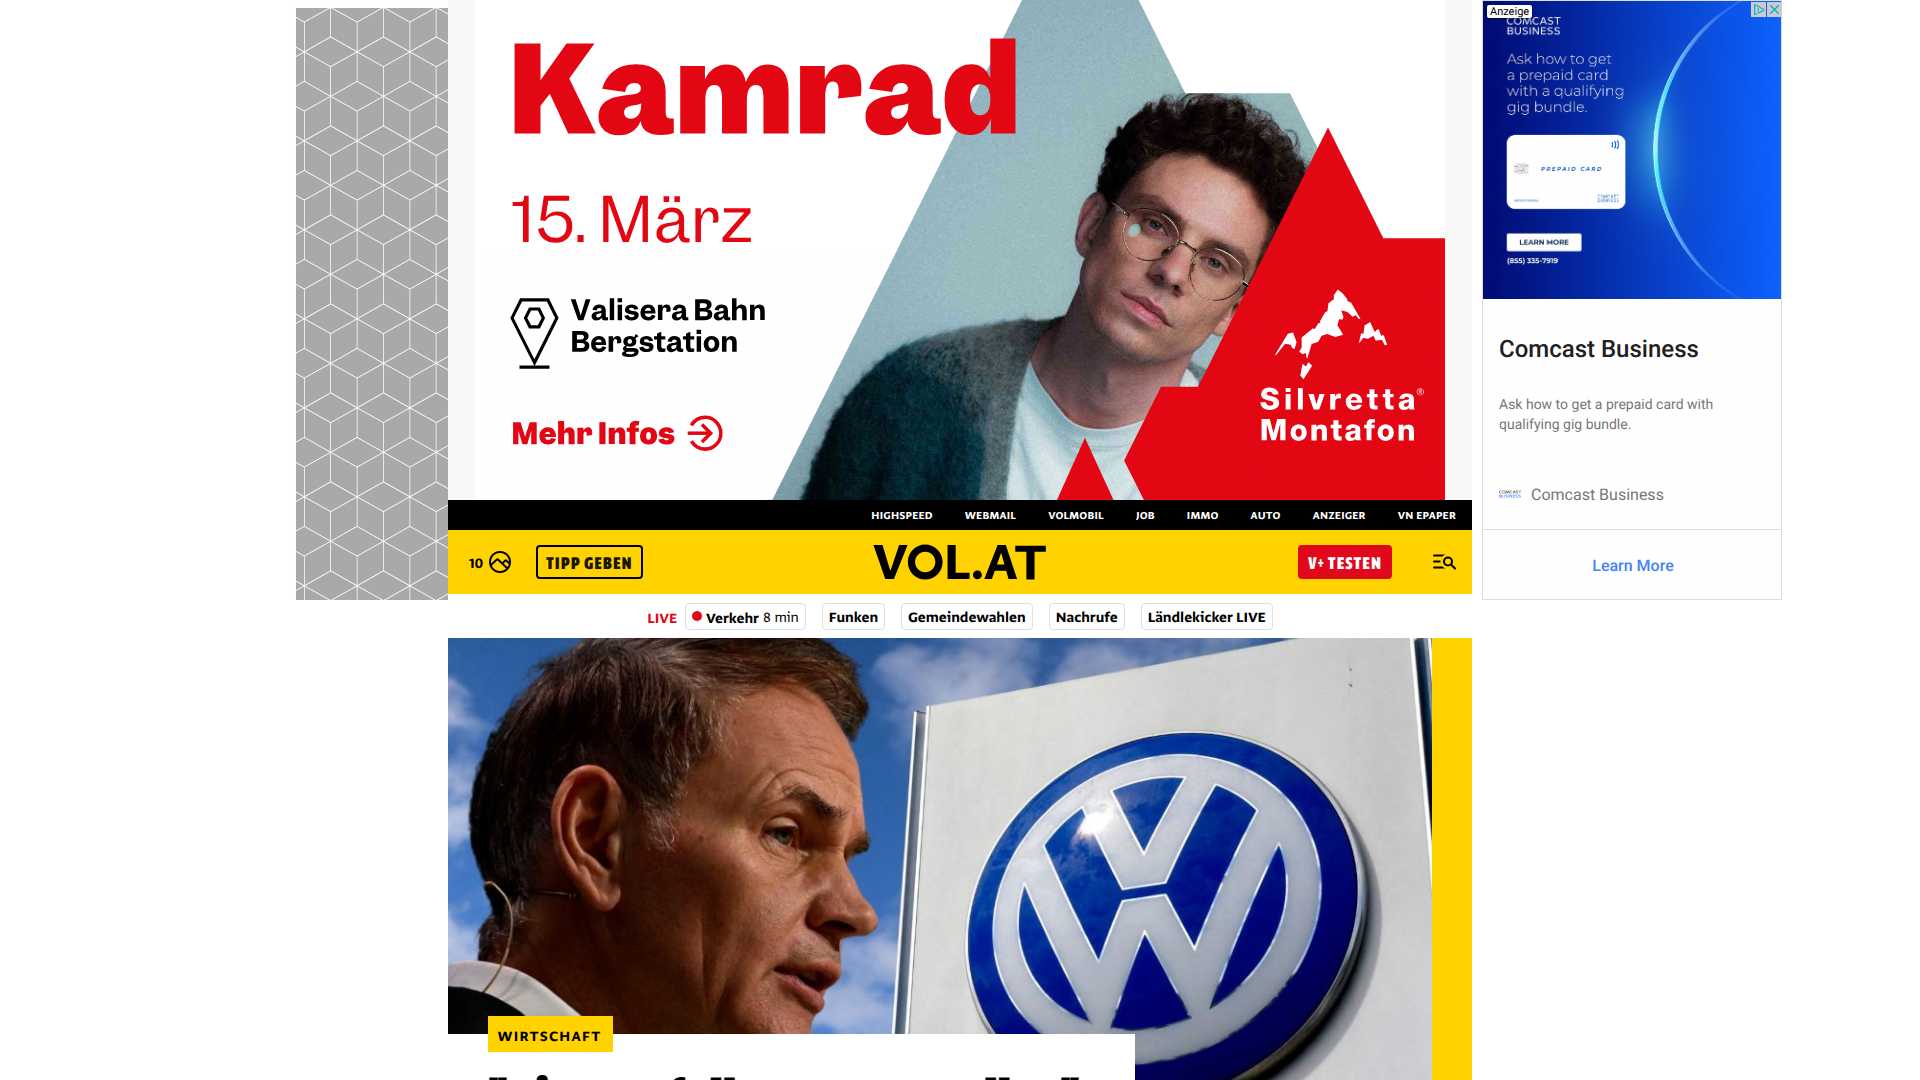 Kamrad
15. März
Valisera Bahn
Bergstation
Mehr Infos
Silvretta®
Montafon
Anzeige
COMCAST
BUSINESS
Ask how to get
a prepaid card
with a qualifying
gig bundle.
PREPAID CARD
LEARN MORE
(855) 335-7919
Comcast Business
Ask how to get a prepaid card with
qualifying gig bundle.
COMCAST
BUSINESS
Comcast Business
Learn More
HIGHSPEED WEBMAIL VOLMOBIL JOB IMMO AUTO ANZEIGER VN EPAPER
10 TIPP GEBEN VOL.AT V+ TESTEN
LIVE Verkehr 8 min Funken Gemeindewahlen Nachrufe Ländlekicker LIVE
WIRTSCHAFT